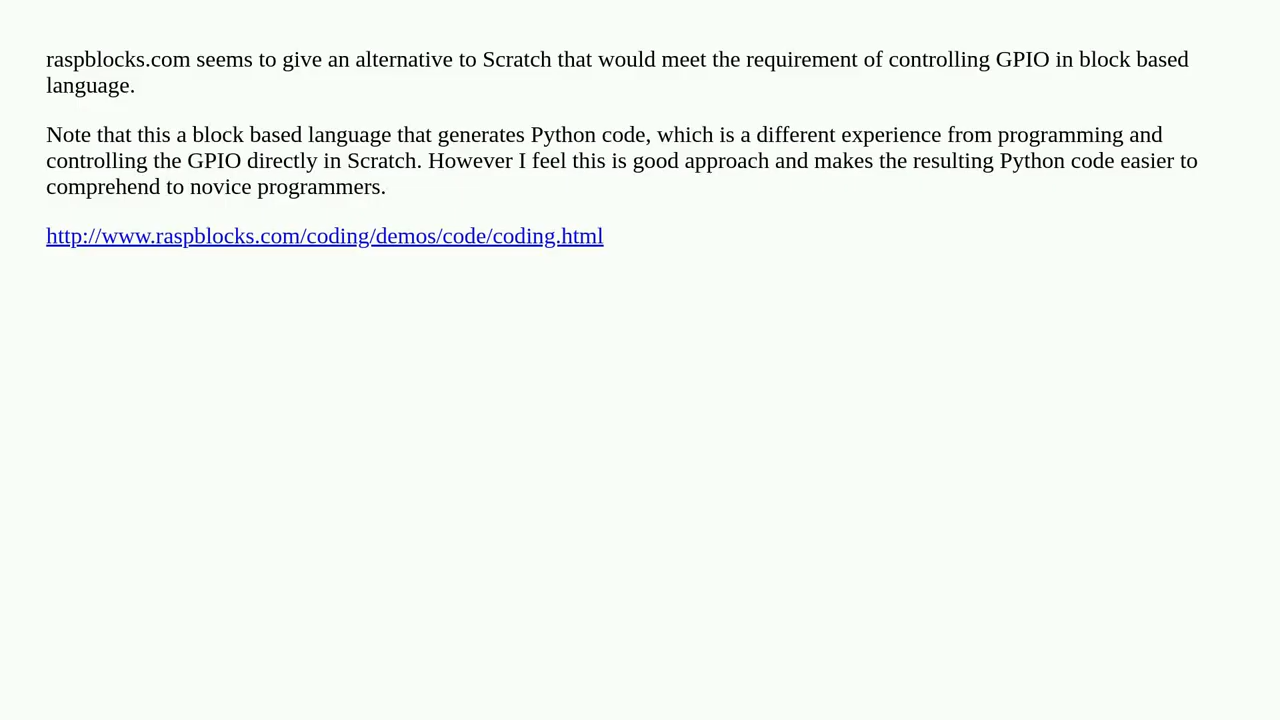 raspblocks.com seems to give an alternative to Scratch that would meet the requirement of controlling GPIO in block based
language.
Note that this a block based language that generates Python code, which is a different experience from programming and
controlling the GPIO directly in Scratch. However I feel this is good approach and makes the resulting Python code easier to
comprehend to novice programmers.
http://www.raspblocks.com/coding/demos/code/coding.html